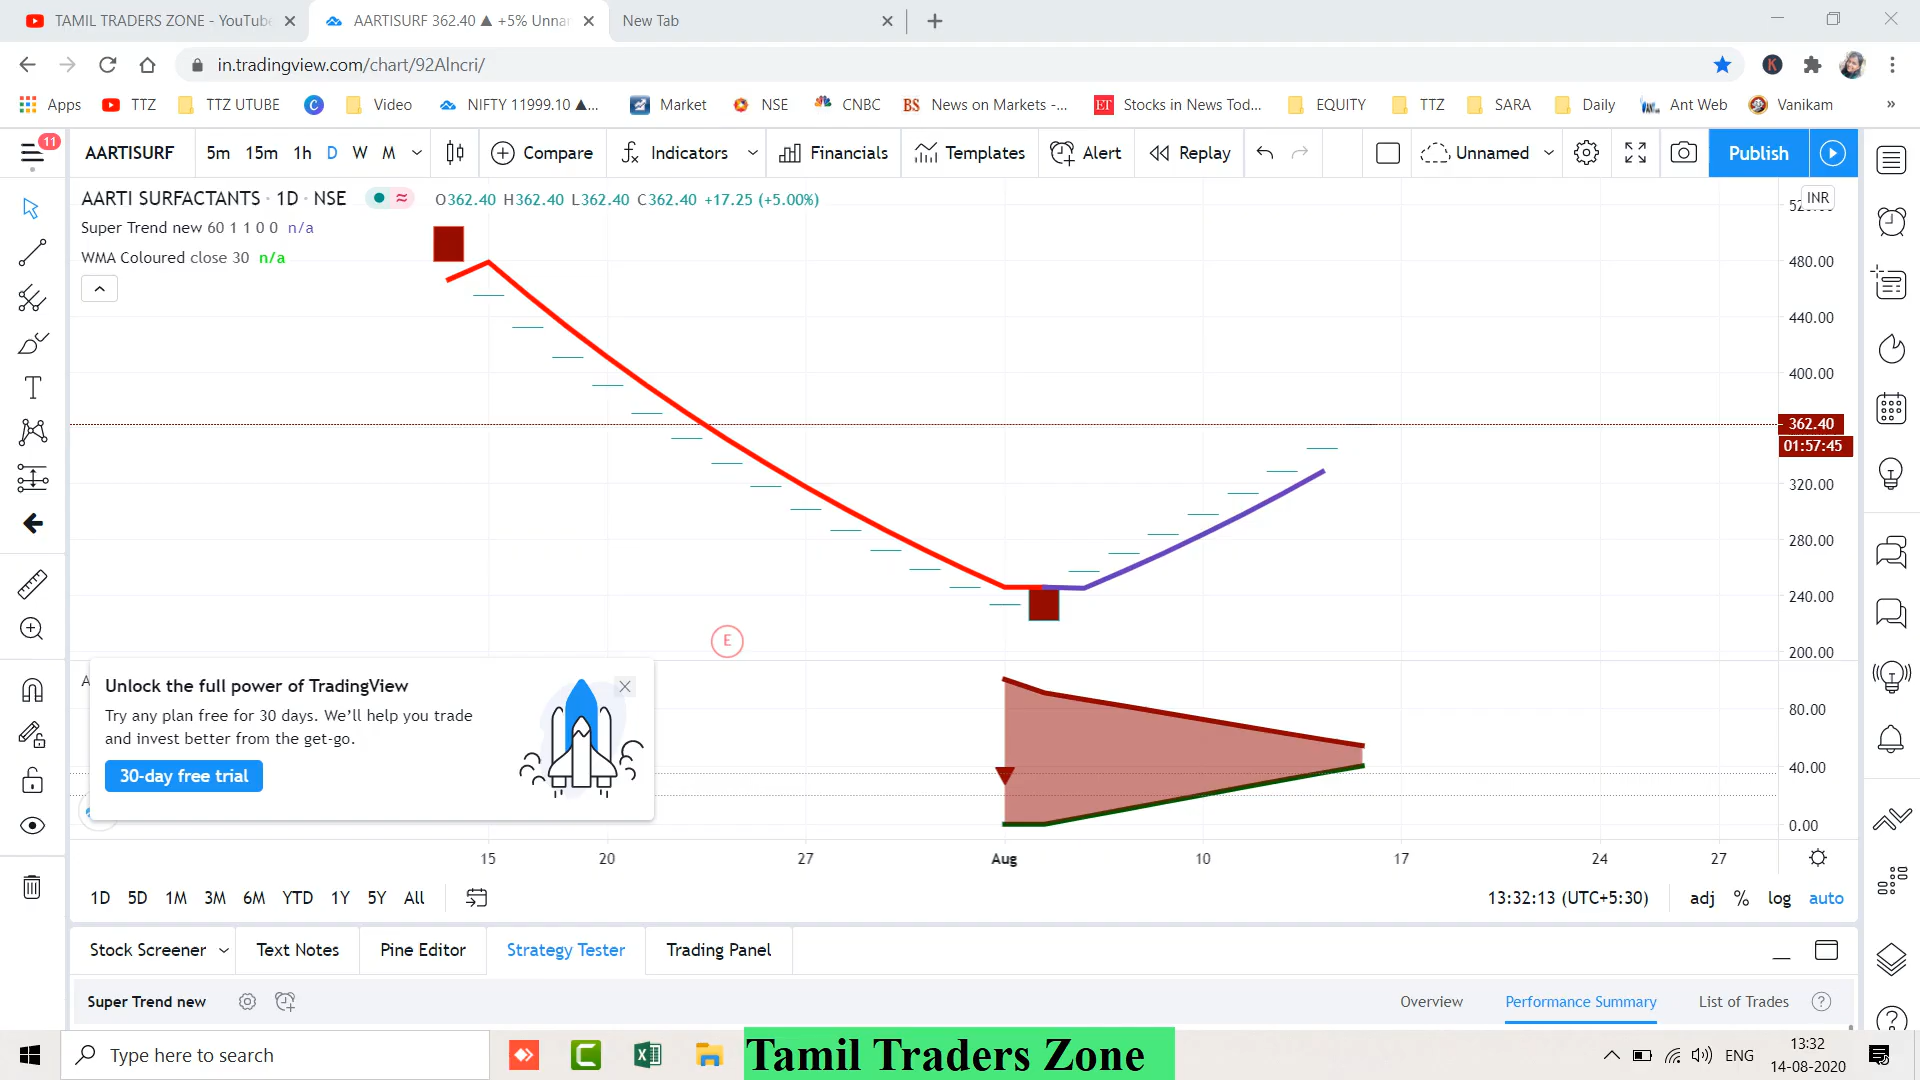 TAMIL TRADERS ZONE - YouTube
AARTISURF 362.40 ▲ +5% Unna
New Tab
in.tradingview.com/chart/92Alncri/
Apps TTZ TTZ UTUBE Video NIFTY 11999.10 ▲... Market NSE CNBC News on Markets -... Stocks in News Tod... EQUITY TTZ SARA Daily Ant Web Vanikam »
11
AARTISURF 5m 15m 1h D W M Compare Indicators Financials Templates Alert Replay Unnamed Publish
AARTI SURFACTANTS · 1D · NSE O362.40 H362.40 L362.40 C362.40 +17.25 (+5.00%)
INR
Super Trend new 60 1 1 0 0 n/a
WMA Coloured close 30 n/a
480.00
440.00
400.00
362.40
01:57:45
320.00
280.00
240.00
200.00
E
80.00
40.00
0.00
Unlock the full power of TradingView
Try any plan free for 30 days. We'll help you trade
and invest better from the get-go.
30-day free trial
15 20 27 Aug 10 17 24 27
1D 5D 1M 3M 6M YTD 1Y 5Y All 13:32:13 (UTC+5:30) adj % log auto
Stock Screener Text Notes Pine Editor Strategy Tester Trading Panel
Super Trend new Overview Performance Summary List of Trades
Type here to search
Tamil Traders Zone
ENG
13:32
14-08-2020